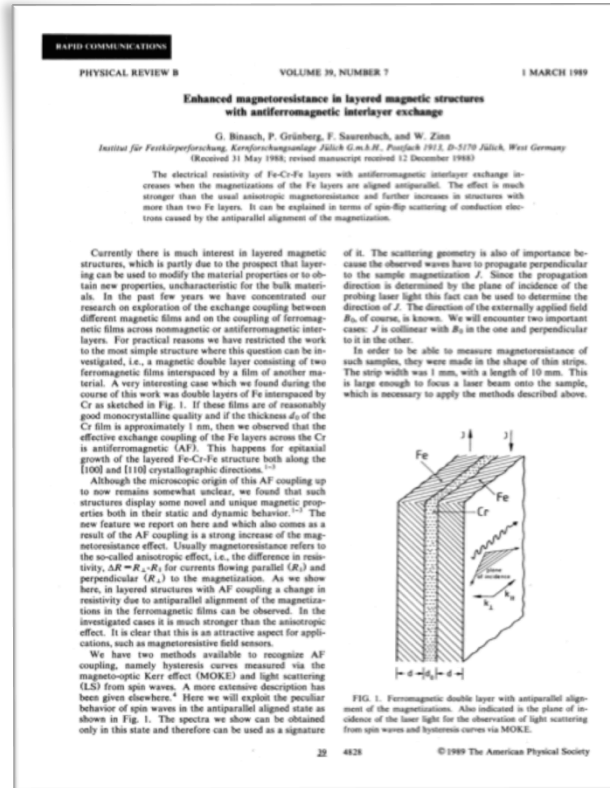 RAPID COMMUNICATIONS
PHYSICAL REVIEW B VOLUME 39, NUMBER 7 1 MARCH 1989
Enhanced magnetoresistance in layered magnetic structures
with antiferromagnetic interlayer exchange
G. Binasch, P. Grünberg, F. Saurenbach, and W. Zinn
Institut für Festkörperforschung, Kernforschungsanlage Jülich G.m.b.H., Postfach 1913, D-5170 Jülich, West Germany
(Received 31 May 1988; revised manuscript received 12 December 1988)
The electrical resistivity of Fe-Cr-Fe layers with antiferromagnetic interlayer exchange in-
creases when the magnetizations of the Fe layers are aligned antiparallel. The effect is much
stronger than the usual anisotropic magnetoresistance and further increases in structures with
more than two Fe layers. It can be explained in terms of spin-flip scattering of conduction elec-
trons caused by the antiparallel alignment of the magnetization.
Currently there is much interest in layered magnetic
structures, which is partly due to the prospect that layer-
ing can be used to modify the material properties or to ob-
tain new properties, uncharacteristic for the bulk materi-
als. In the past few years we have concentrated our
research on exploration of the exchange coupling between
different magnetic films and on the coupling of ferromag-
netic films across nonmagnetic or antiferromagnetic inter-
layers. For practical reasons we have restricted the work
to the most simple structure where this question can be in-
vestigated, i.e., a magnetic double layer consisting of two
ferromagnetic films interspaced by a film of another ma-
terial. A very interesting case which we found during the
course of this work was double layers of Fe interspaced by
Cr as sketched in Fig. 1. If these films are of reasonably
good monocrystalline quality and if the thickness d₀ of the
Cr film is approximately 1 nm, then we observed that the
effective exchange coupling of the Fe layers across the Cr
is antiferromagnetic (AF). This happens for epitaxial
growth of the layered Fe-Cr-Fe structure both along the
[100] and [110] crystallographic directions.¹⁻³
Although the microscopic origin of this AF coupling up
to now remains somewhat unclear, we found that such
structures display some novel and unique magnetic prop-
erties both in their static and dynamic behavior.¹⁻³ The
new feature we report on here and which also comes as a
result of the AF coupling is a strong increase of the mag-
netoresistance effect. Usually magnetoresistance refers to
the so-called anisotropic effect, i.e., the difference in resis-
tivity, ΔR=R⊥-R∥ for currents flowing parallel (R∥) and
perpendicular (R⊥) to the magnetization. As we show
here, in layered structures with AF coupling a change in
resistivity due to antiparallel alignment of the magnetiza-
tions in the ferromagnetic films can be observed. In the
investigated cases it is much stronger than the anisotropic
effect. It is clear that this is an attractive aspect for appli-
cations, such as magnetoresistive field sensors.
We have two methods available to recognize AF
coupling, namely hysteresis curves measured via the
magneto-optic Kerr effect (MOKE) and light scattering
(LS) from spin waves. A more extensive description has
been given elsewhere.⁴ Here we will exploit the peculiar
behavior of spin waves in the antiparallel aligned state as
shown in Fig. 1. The spectra we show can be obtained
only in this state and therefore can be used as a signature
of it. The scattering geometry is also of importance be-
cause the observed waves have to propagate perpendicular
to the sample magnetization J. Since the propagation
direction is determined by the plane of incidence of the
probing laser light this fact can be used to determine the
direction of J. The direction of the externally applied field
B₀, of course, is known. We will encounter two important
cases: J is collinear with B₀ in the one and perpendicular
to it in the other.
In order to be able to measure magnetoresistance of
such samples, they were made in the shape of thin strips.
The strip width was 1 mm, with a length of 10 mm. This
is large enough to focus a laser beam onto the sample,
which is necessary to apply the methods described above.
J J
Fe
Fe
Cr
plane
of incidence
k∥
k⊥
d d₀ d
FIG. 1. Ferromagnetic double layer with antiparallel align-
ment of the magnetizations. Also indicated is the plane of in-
cidence of the laser light for the observation of light scattering
from spin waves and hysteresis curves via MOKE.
39 4828 ©1989 The American Physical Society